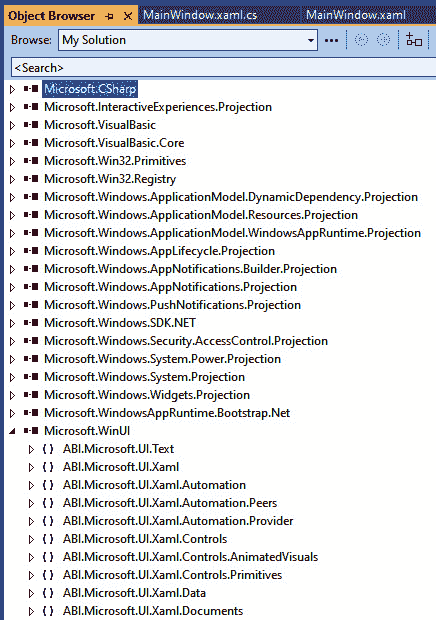 Object Browser MainWindow.xaml.cs MainWindow.xaml
Browse: My Solution
<Search>
Microsoft.CSharp
Microsoft.InteractiveExperiences.Projection
Microsoft.VisualBasic
Microsoft.VisualBasic.Core
Microsoft.Win32.Primitives
Microsoft.Win32.Registry
Microsoft.Windows.ApplicationModel.DynamicDependency.Projection
Microsoft.Windows.ApplicationModel.Resources.Projection
Microsoft.Windows.ApplicationModel.WindowsAppRuntime.Projection
Microsoft.Windows.AppLifecycle.Projection
Microsoft.Windows.AppNotifications.Builder.Projection
Microsoft.Windows.AppNotifications.Projection
Microsoft.Windows.PushNotifications.Projection
Microsoft.Windows.SDK.NET
Microsoft.Windows.Security.AccessControl.Projection
Microsoft.Windows.System.Power.Projection
Microsoft.Windows.System.Projection
Microsoft.Windows.Widgets.Projection
Microsoft.WindowsAppRuntime.Bootstrap.Net
Microsoft.WinUI
{ } ABI.Microsoft.UI.Text
{ } ABI.Microsoft.UI.Xaml
{ } ABI.Microsoft.UI.Xaml.Automation
{ } ABI.Microsoft.UI.Xaml.Automation.Peers
{ } ABI.Microsoft.UI.Xaml.Automation.Provider
{ } ABI.Microsoft.UI.Xaml.Controls
{ } ABI.Microsoft.UI.Xaml.Controls.AnimatedVisuals
{ } ABI.Microsoft.UI.Xaml.Controls.Primitives
{ } ABI.Microsoft.UI.Xaml.Data
{ } ABI.Microsoft.UI.Xaml.Documents